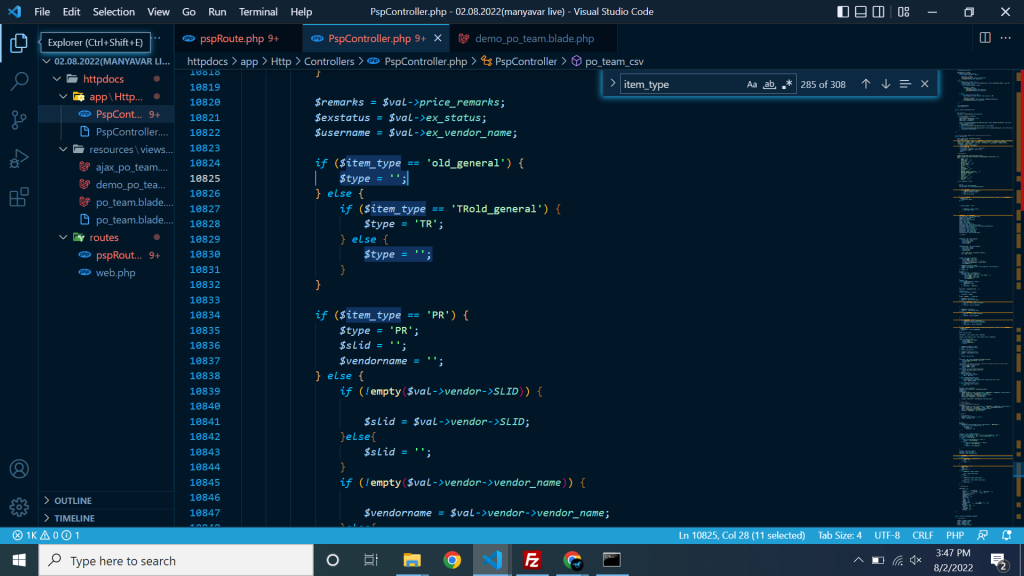 File Edit Selection View Go Run Terminal Help PspController.php - 02.08.2022(manyavar live) - Visual Studio Code
Explorer (Ctrl+Shift+E)
pspRoute.php 9+ PspController.php 9+ demo_po_team.blade.php
02.08.2022(MANYAVAR LI...
httpdocs > app > Http > Controllers > PspController.php > PspController > po_team_csv
httpdocs
app\Http...
PspCont... 9+
PspController....
resources\views...
ajax_po_team....
demo_po_tea...
po_team.blade....
po_team.blade....
routes
pspRout... 9+
web.php
OUTLINE
TIMELINE
item_type Aa ab .* 285 of 308
10818 }
10819
10820 $remarks = $val->price_remarks;
10821 $exstatus = $val->ex_status;
10822 $username = $val->ex_vendor_name;
10823
10824 if ($item_type == 'old_general') {
10825 $type = '';
10826 } else {
10827 if ($item_type == 'TRold_general') {
10828 $type = 'TR';
10829 } else {
10830 $type = '';
10831 }
10832 }
10833
10834 if ($item_type == 'PR') {
10835 $type = 'PR';
10836 $slid = '';
10837 $vendorname = '';
10838 } else {
10839 if (!empty($val->vendor->SLID)) {
10840
10841 $slid = $val->vendor->SLID;
10842 }else{
10843 $slid = '';
10844 }
10845 if (!empty($val->vendor->vendor_name)) {
10846
10847 $vendorname = $val->vendor->vendor_name;
10848 }else{
1K 0 1 Ln 10825, Col 28 (11 selected) Tab Size: 4 UTF-8 CRLF PHP
Type here to search
3:47 PM
8/2/2022
2